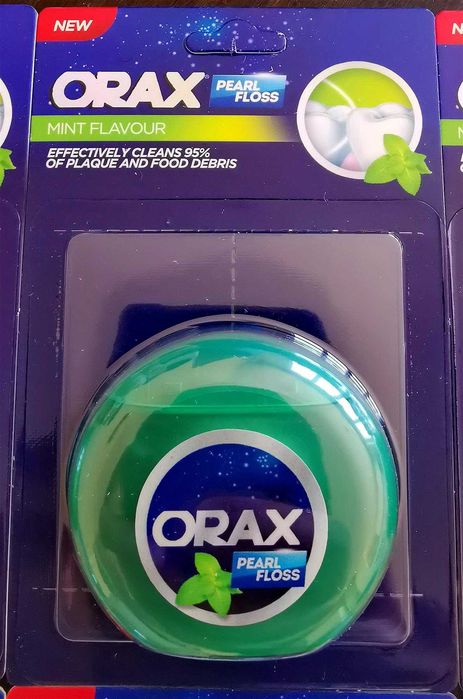 NEW
ORAX
PEARL
FLOSS
MINT FLAVOUR
EFFECTIVELY CLEANS 95%
OF PLAQUE AND FOOD DEBRIS
ORAX
PEARL
FLOSS